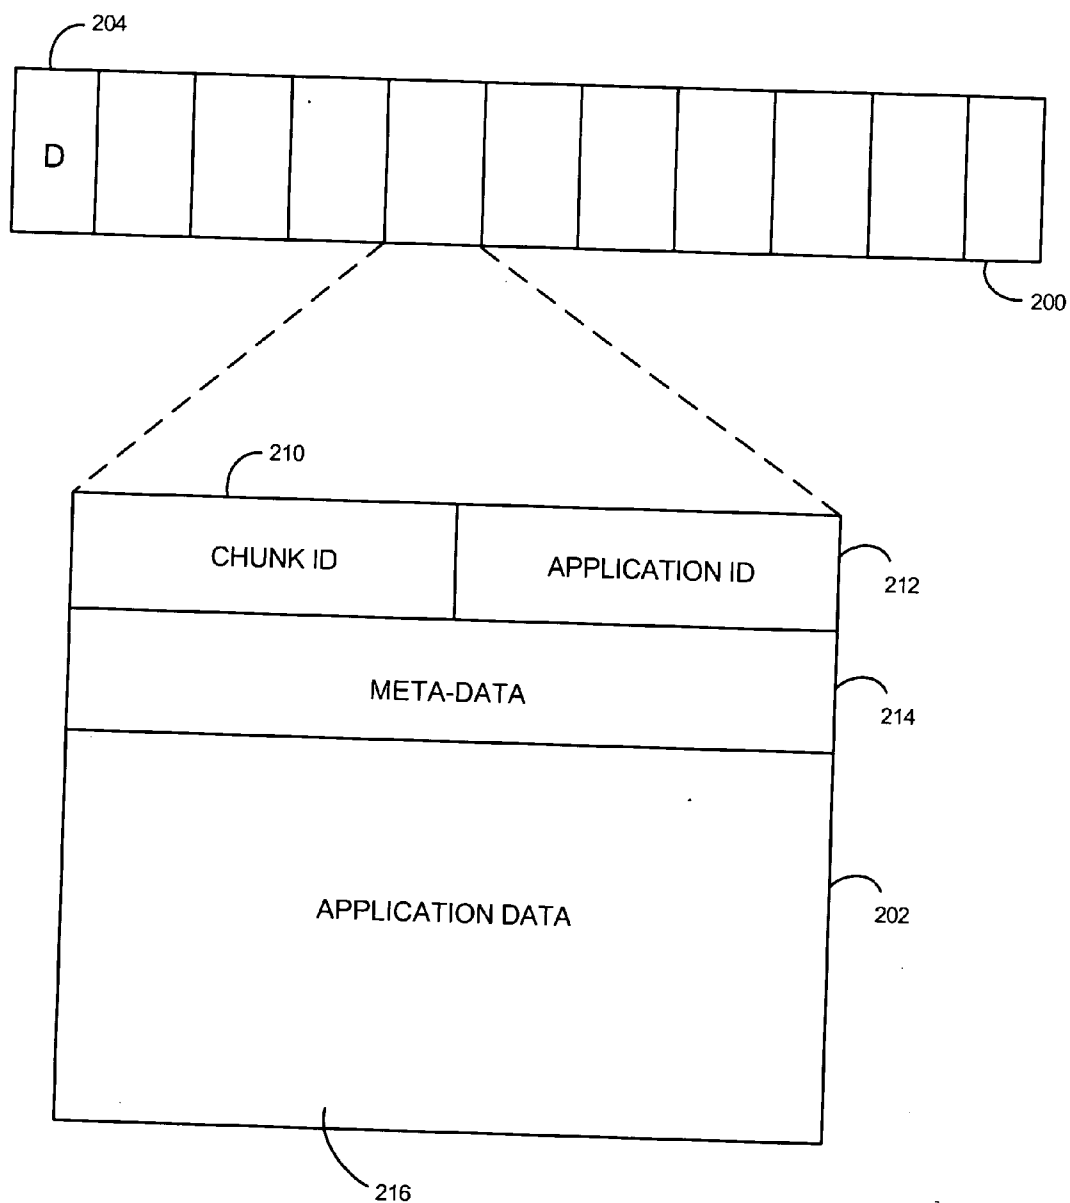 204
D
200
210
CHUNK ID
APPLICATION ID
212
META-DATA
214
APPLICATION DATA
202
216